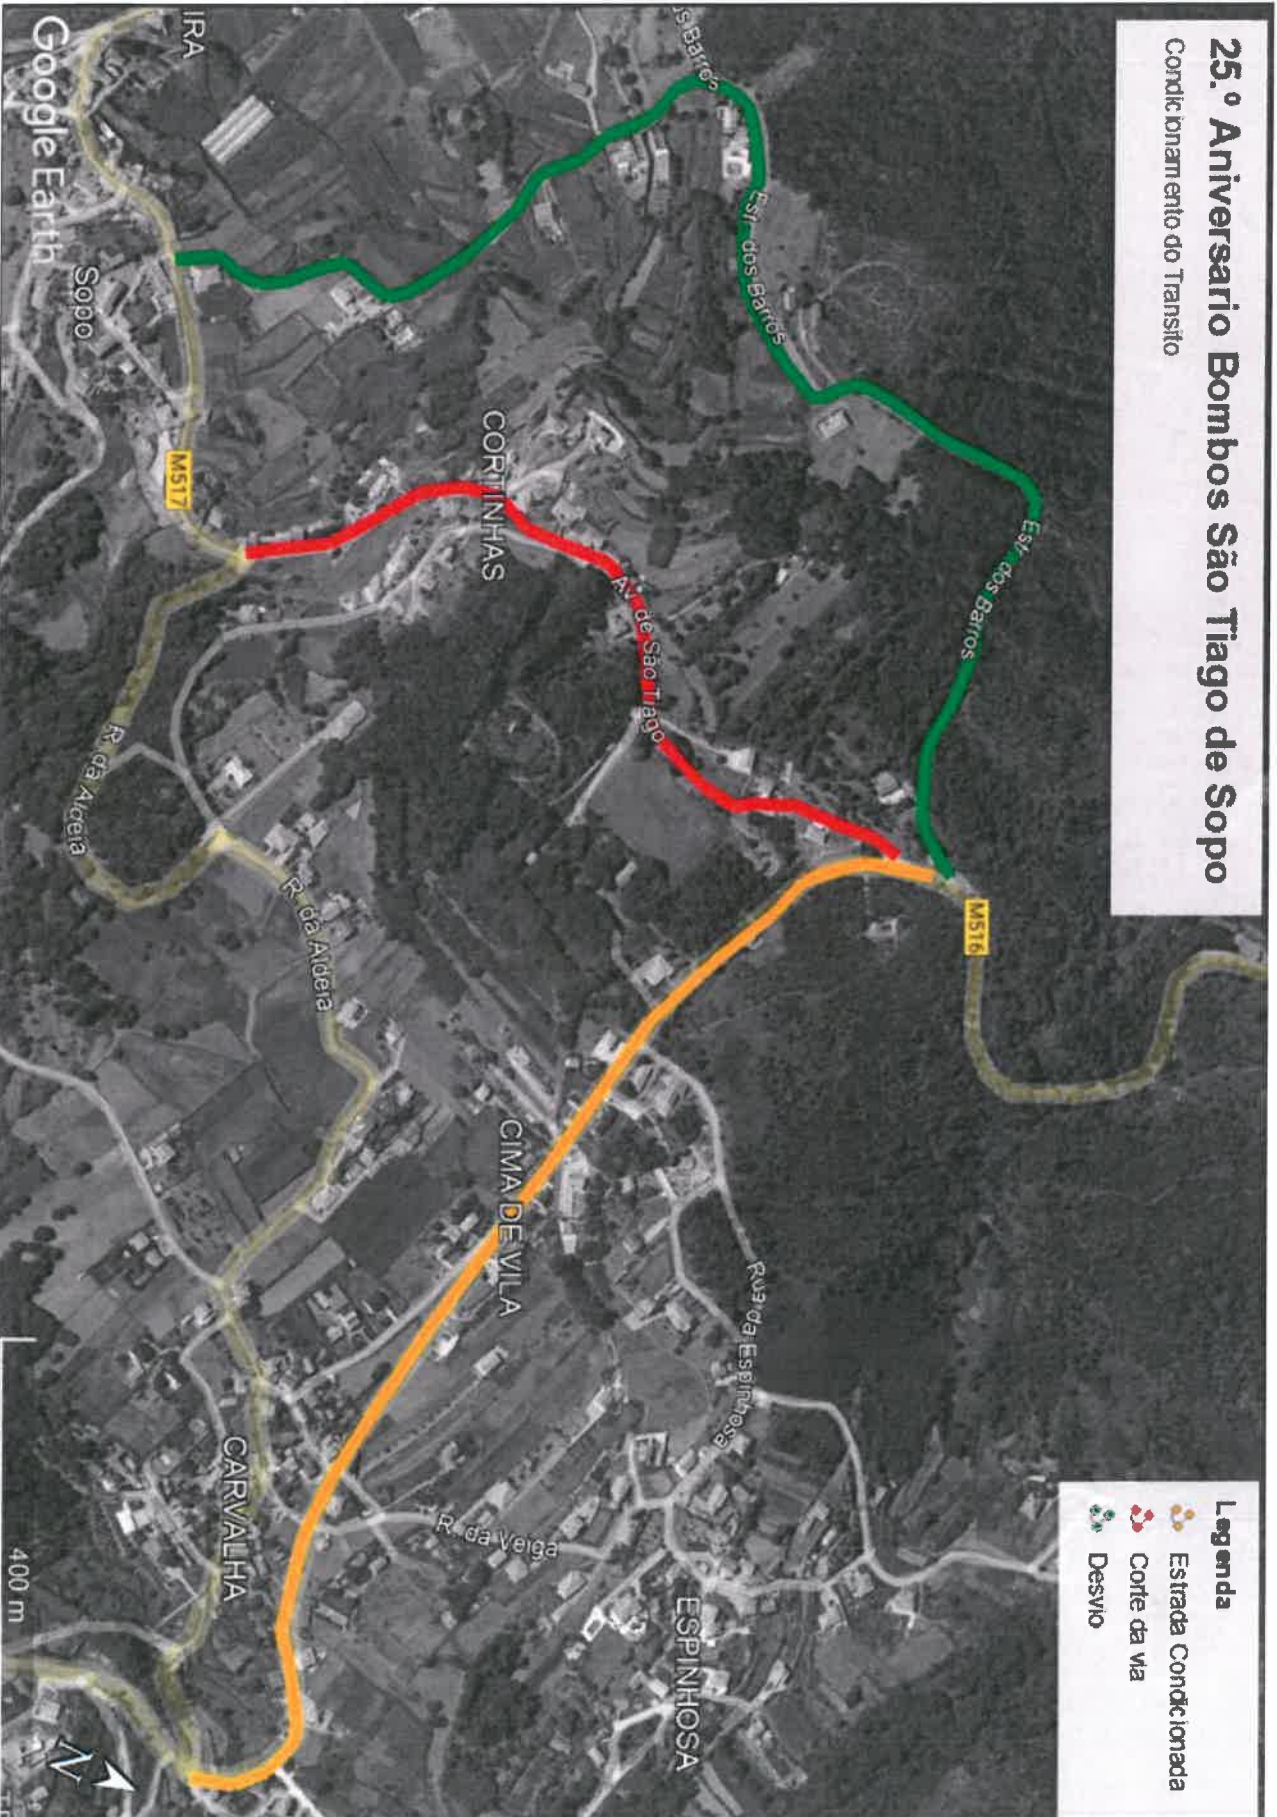 25.º Aniversario Bombos São Tiago de Sopo
Condicionamento do Transito
Legenda
Estrada Condicionada
Corte da via
Desvio
M516
Estr. dos Barros
Estr. dos Barros
os Barros
Av. de São Tiago
CORTINHAS
Rua da Espinhosa
ESPINHOSA
CIMA DE VILA
R. da Veiga
R. da Aldeia
CARVALHA
R. da Aldeia
M517
IRA
Sopo
Google Earth
400 m
N